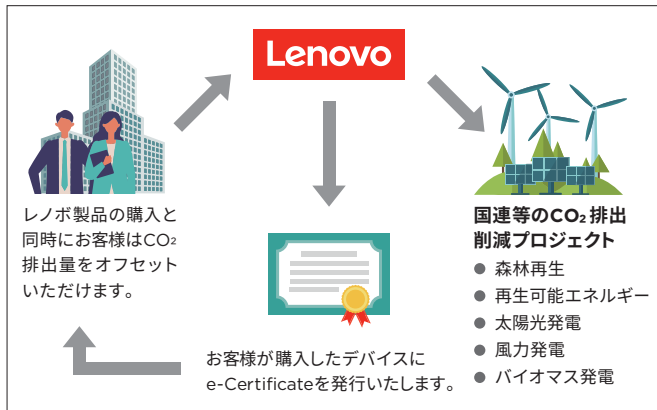 Lenovo
レノボ製品の購入と
同時にお客様はCO₂
排出量をオフセット
いただけます。
お客様が購入したデバイスに
e-Certificateを発行いたします。
国連等のCO₂排出
削減プロジェクト
● 森林再生
● 再生可能エネルギー
● 太陽光発電
● 風力発電
● バイオマス発電